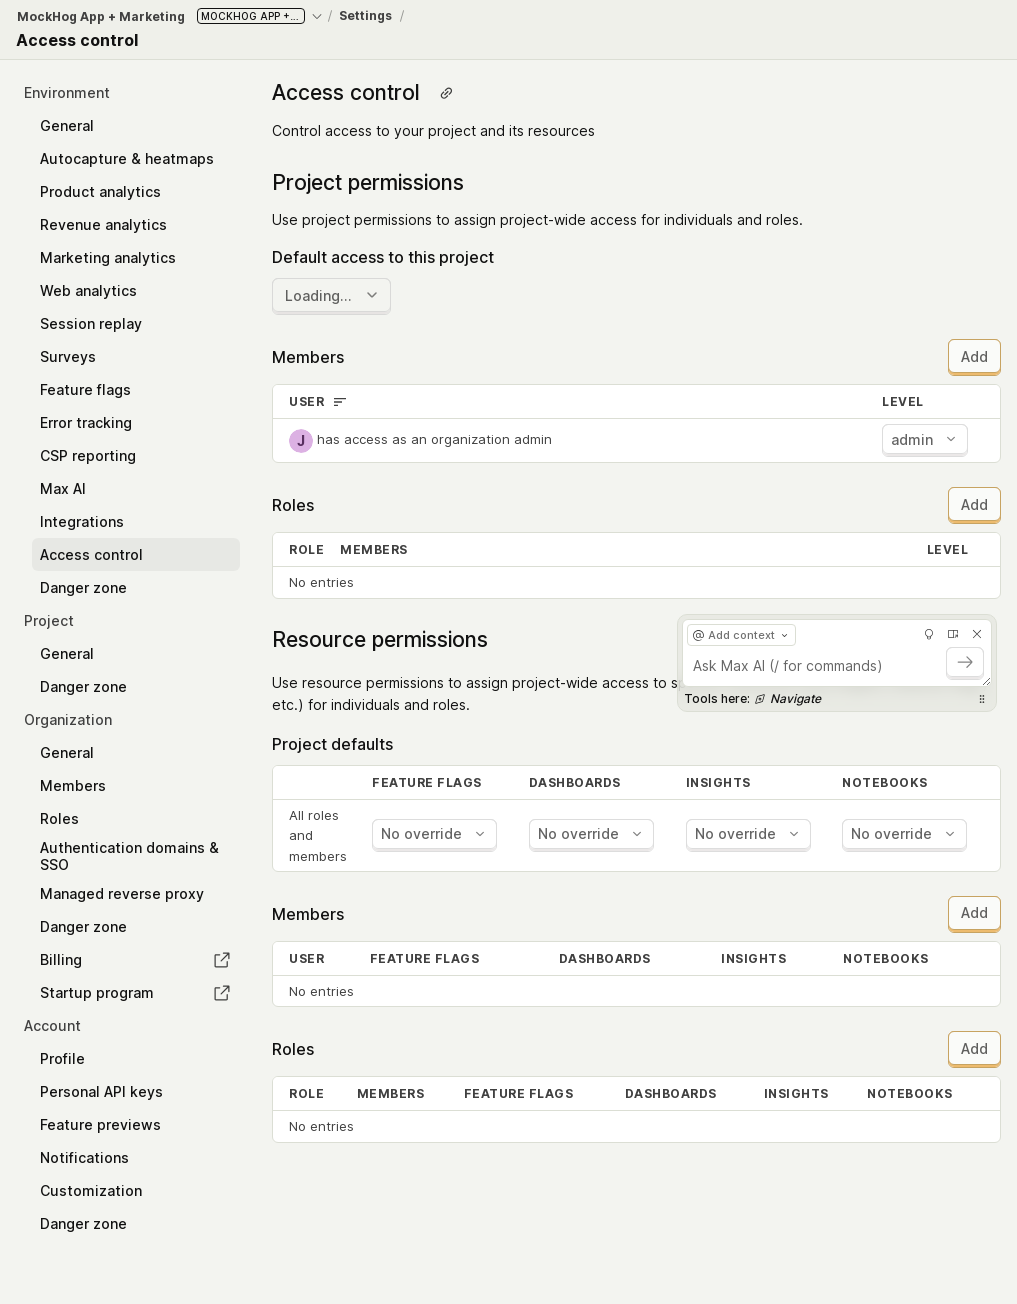 MockHog App + Marketing
MOCKHOG APP +...
/
Settings
/
Access control
Environment
General
Autocapture & heatmaps
Product analytics
Revenue analytics
Marketing analytics
Web analytics
Session replay
Surveys
Feature flags
Error tracking
CSP reporting
Max AI
Integrations
Access control
Danger zone
Project
General
Danger zone
Organization
General
Members
Roles
Authentication domains &
SSO
Managed reverse proxy
Danger zone
Billing
Startup program
Account
Profile
Personal API keys
Feature previews
Notifications
Customization
Danger zone
Access control
Control access to your project and its resources
Project permissions
Use project permissions to assign project-wide access for individuals and roles.
Default access to this project
Loading...
Members
Add
USER LEVEL
J has access as an organization admin admin
Roles
Add
ROLE MEMBERS LEVEL
No entries
Resource permissions
Use resource permissions to assign project-wide access to s
etc.) for individuals and roles.
@ Add context
Ask Max AI (/ for commands)
Tools here: Navigate
Project defaults
FEATURE FLAGS DASHBOARDS INSIGHTS NOTEBOOKS
All roles
and
members
No override No override No override No override
Members
Add
USER FEATURE FLAGS DASHBOARDS INSIGHTS NOTEBOOKS
No entries
Roles
Add
ROLE MEMBERS FEATURE FLAGS DASHBOARDS INSIGHTS NOTEBOOKS
No entries